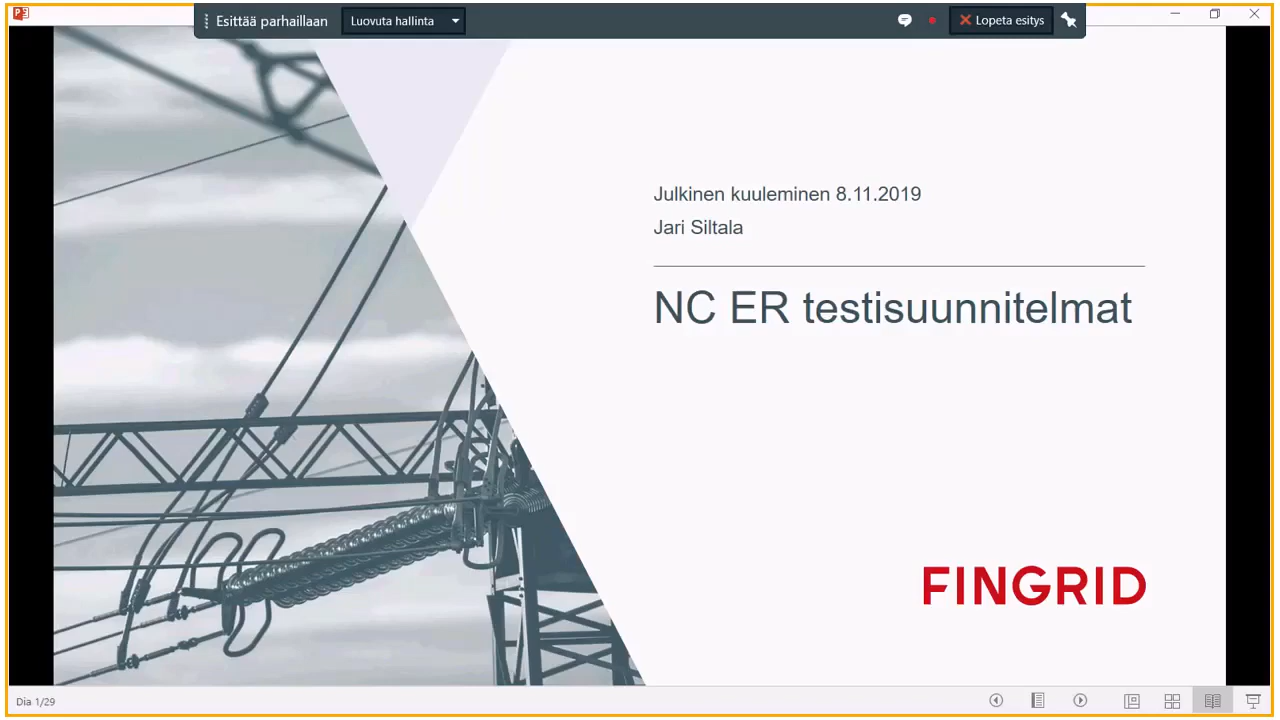 Esittää parhaillaan
Luovuta hallinta
Lopeta esitys
Julkinen kuuleminen 8.11.2019
Jari Siltala
NC ER testisuunnitelmat
FINGRID
Dia 1/29